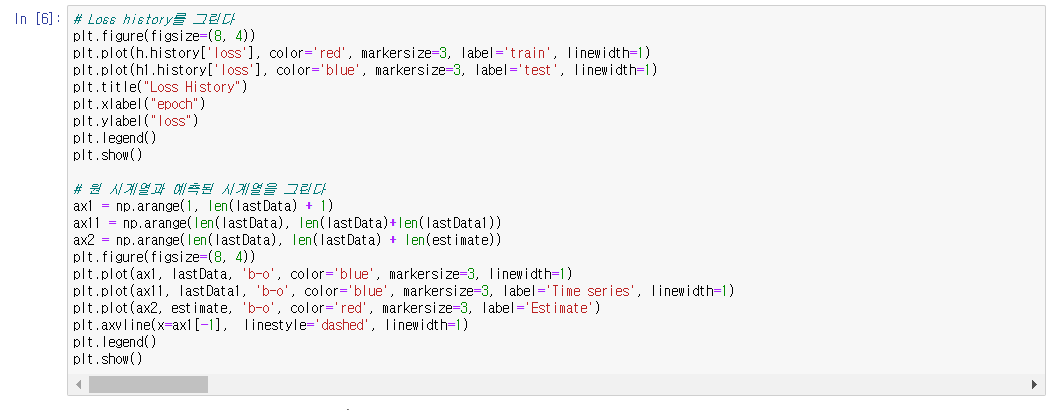 In [6]:
# Loss history를 그린다
plt.figure(figsize=(8, 4))
plt.plot(h.history['loss'], color='red', markersize=3, label='train', linewidth=1)
plt.plot(h1.history['loss'], color='blue', markersize=3, label='test', linewidth=1)
plt.title("Loss History")
plt.xlabel("epoch")
plt.ylabel("loss")
plt.legend()
plt.show()
# 원 시계열과 예측된 시계열을 그린다
ax1 = np.arange(1, len(lastData) + 1)
ax11 = np.arange(len(lastData), len(lastData)+len(lastData1))
ax2 = np.arange(len(lastData), len(lastData) + len(estimate))
plt.figure(figsize=(8, 4))
plt.plot(ax1, lastData, 'b-o', color='blue', markersize=3, linewidth=1)
plt.plot(ax11, lastData1, 'b-o', color='blue', markersize=3, label='Time series', linewidth=1)
plt.plot(ax2, estimate, 'b-o', color='red', markersize=3, label='Estimate')
plt.axvline(x=ax1[-1],  linestyle='dashed', linewidth=1)
plt.legend()
plt.show()